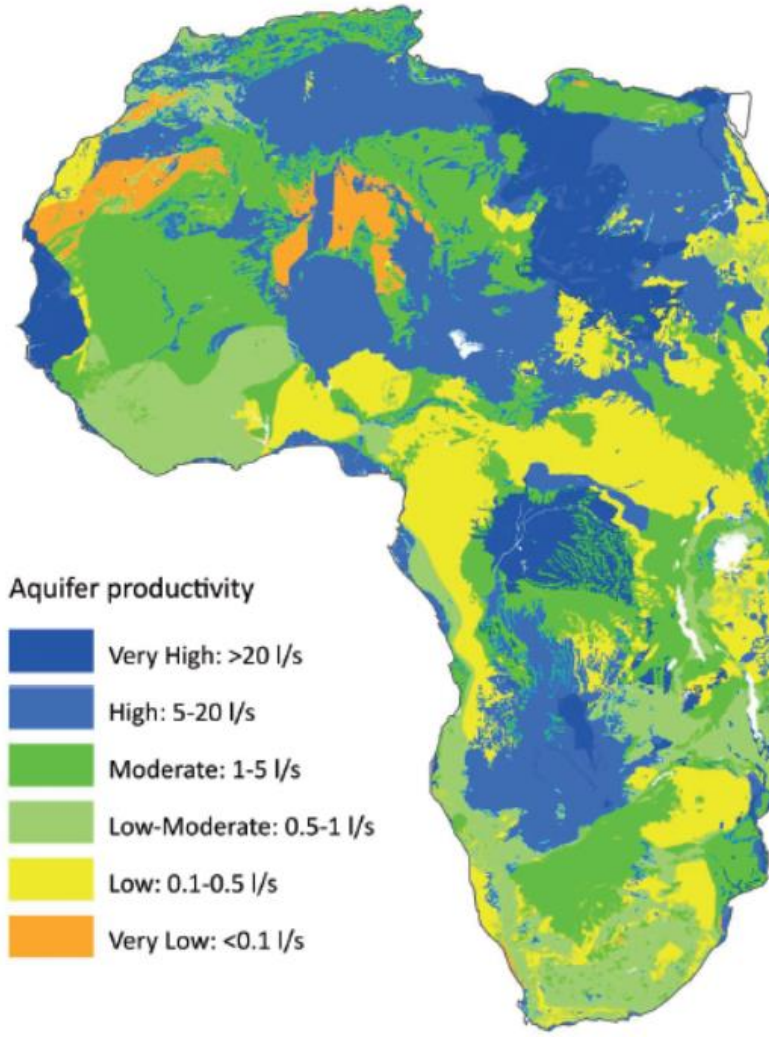 Aquifer productivity
Very High: >20 l/s
High: 5-20 l/s
Moderate: 1-5 l/s
Low-Moderate: 0.5-1 l/s
Low: 0.1-0.5 l/s
Very Low: <0.1 l/s